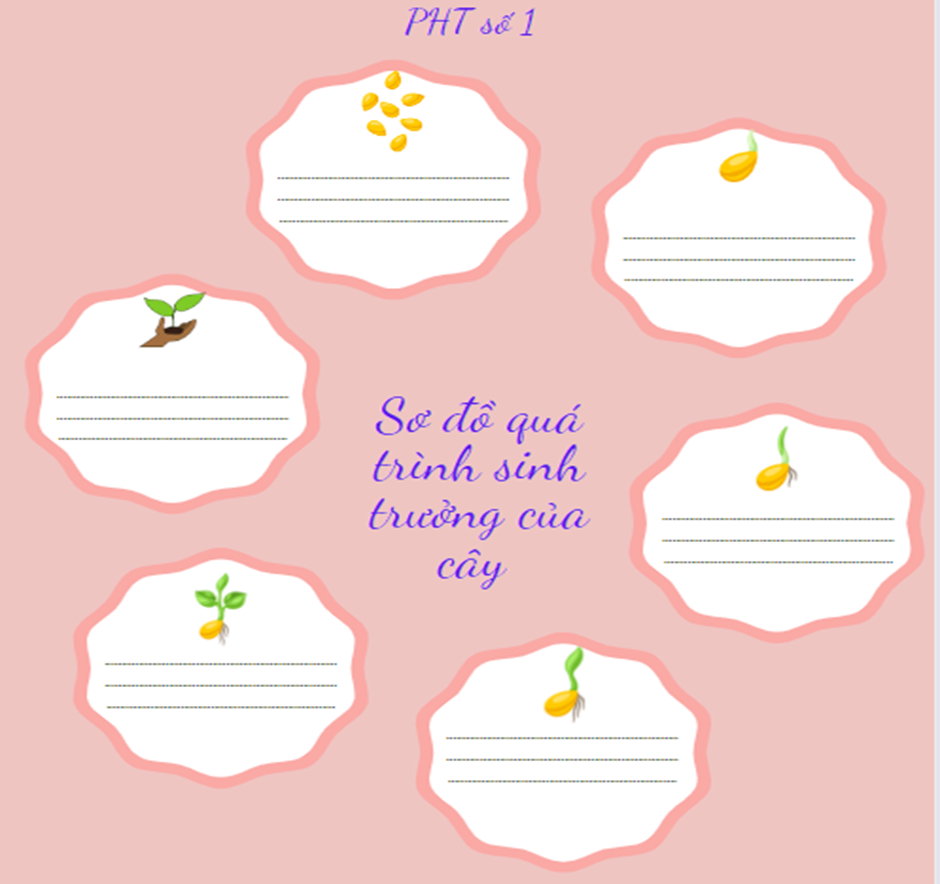 PHT số 1
Sơ đồ quá
trình sinh
trưởng của
cây